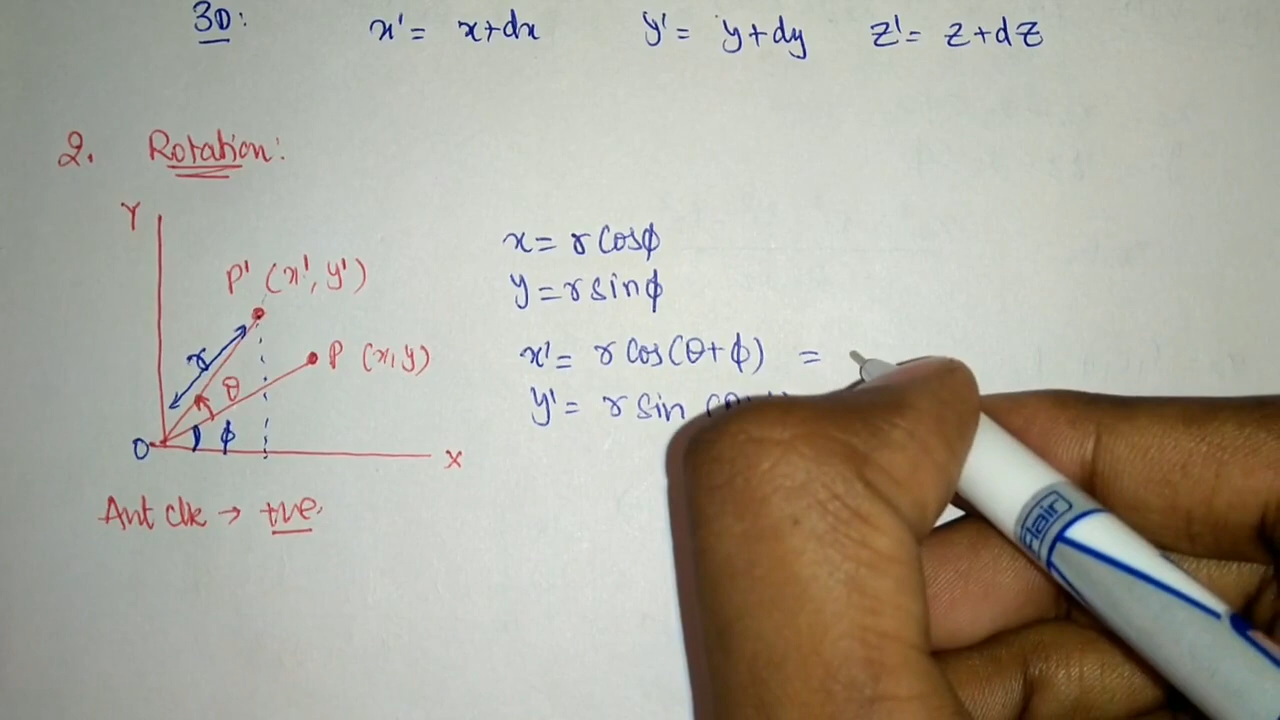 3D: x' = x+dx y' = y+dy z' = z+dz
2. Rotation:
Y
P' (x', y')
P (x, y)
r
θ
ϕ
O
X
Ant clk → +ve.
x = r cosϕ
y = r sinϕ
x' = r cos(θ+ϕ) =
y' = r sin
Flair